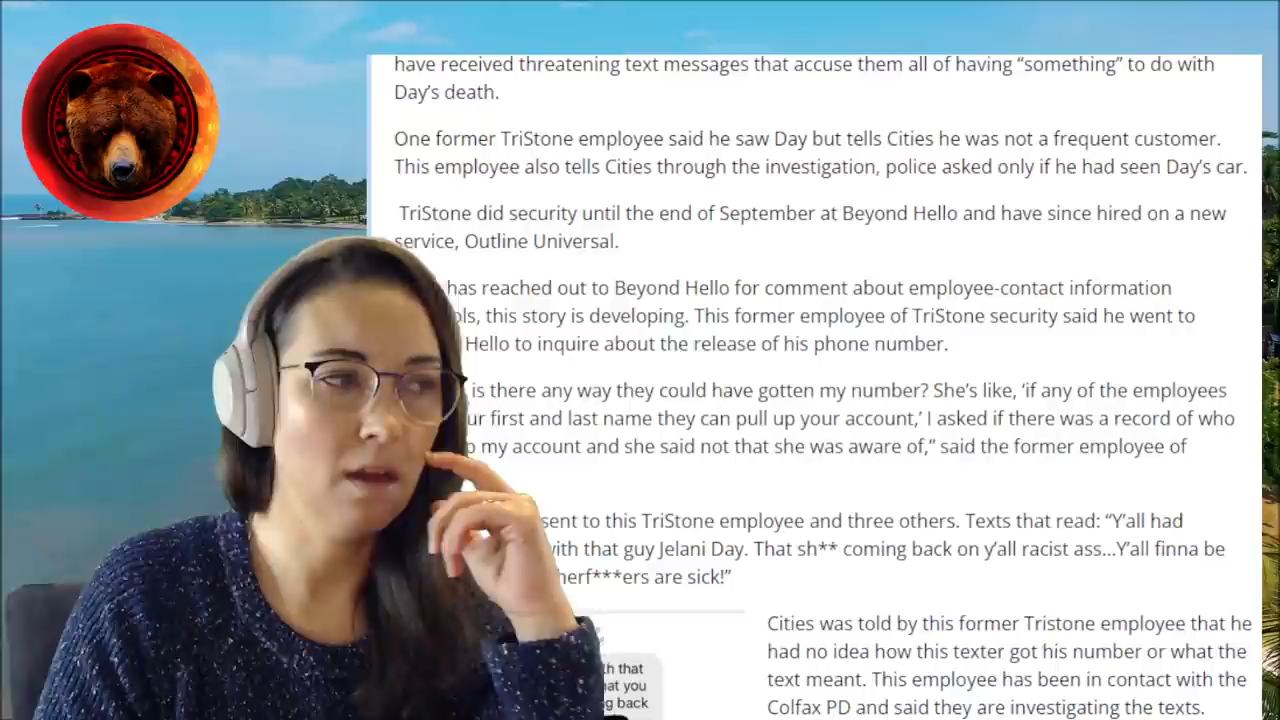 have received threatening text messages that accuse them all of having “something” to do with
Day’s death.
One former TriStone employee said he saw Day but tells Cities he was not a frequent customer.
This employee also tells Cities through the investigation, police asked only if he had seen Day’s car.
TriStone did security until the end of September at Beyond Hello and have since hired on a new
service, Outline Universal.
has reached out to Beyond Hello for comment about employee-contact information
this story is developing. This former employee of TriStone security said he went to
Hello to inquire about the release of his phone number.
is there any way they could have gotten my number? She’s like, ‘if any of the employees
first and last name they can pull up your account,’ I asked if there was a record of who
my account and she said not that she was aware of,” said the former employee of
sent to this TriStone employee and three others. Texts that read: “Y’all had
with that guy Jelani Day. That sh** coming back on y’all racist ass...Y’all finna be
are sick!”
Cities was told by this former Tristone employee that he
had no idea how this texter got his number or what the
that
text meant. This employee has been in contact with the
at you
back
Colfax PD and said they are investigating the texts.